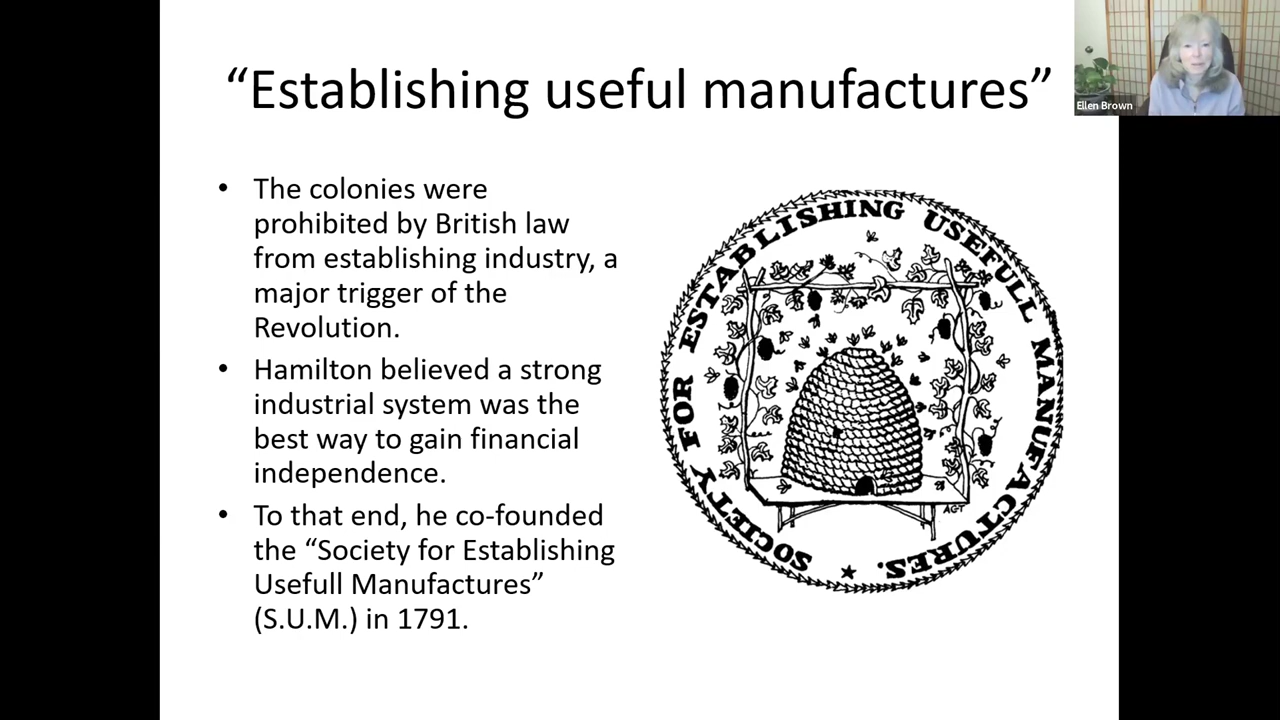 “Establishing useful manufactures”
Ellen Brown
• The colonies were
prohibited by British law
from establishing industry, a
major trigger of the
Revolution.
• Hamilton believed a strong
industrial system was the
best way to gain financial
independence.
• To that end, he co-founded
the “Society for Establishing
Usefull Manufactures”
(S.U.M.) in 1791.
SOCIETY FOR ESTABLISHING USEFULL MANUFACTURES. ★
AGT